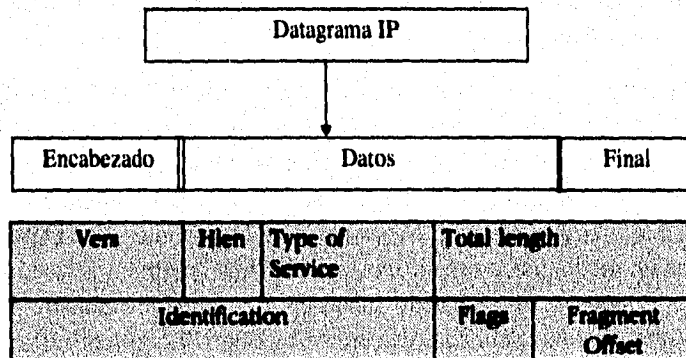 Datagrama IP
Encabezado Datos Final
Vers Hlen Type of Service Total length
Identification Flags Fragment Offset